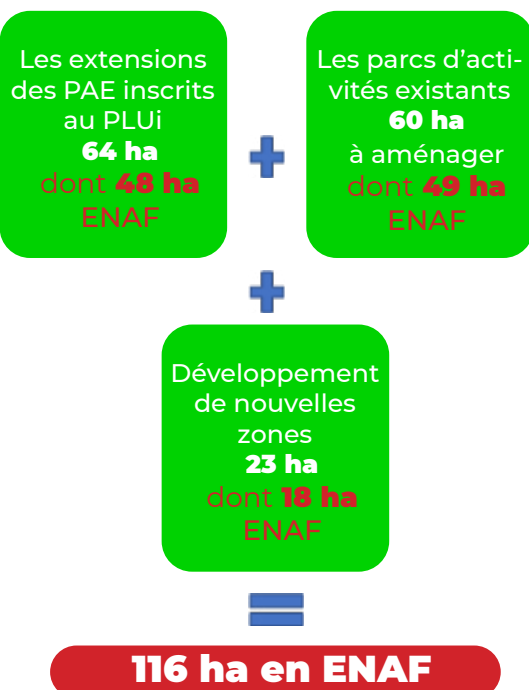 Les extensions
des PAE inscrits
au PLUi
64 ha
dont 48 ha
ENAF
Les parcs d'acti-
vités existants
60 ha
à aménager
dont 49 ha
ENAF
Développement
de nouvelles
zones
23 ha
dont 18 ha
ENAF
116 ha en ENAF